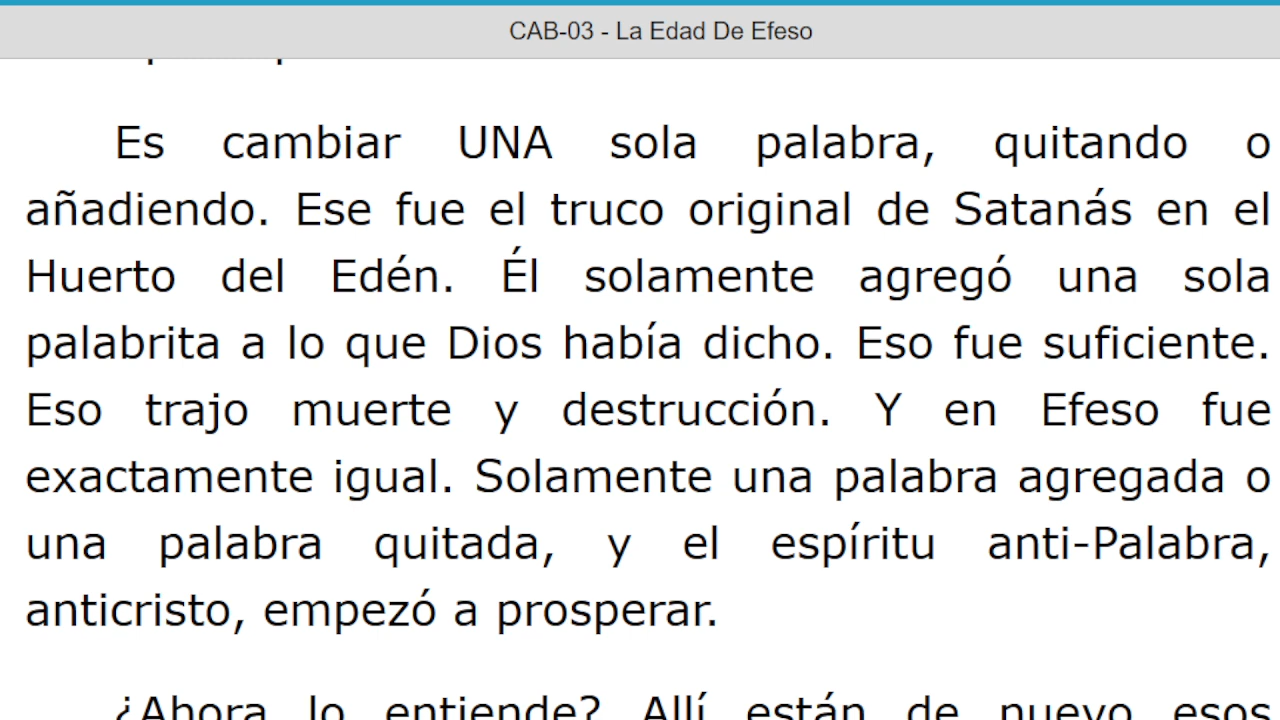 CAB-03 - La Edad De Efeso
Es cambiar UNA sola palabra, quitando o
añadiendo. Ese fue el truco original de Satanás en el
Huerto del Edén. Él solamente agregó una sola
palabrita a lo que Dios había dicho. Eso fue suficiente.
Eso trajo muerte y destrucción. Y en Efeso fue
exactamente igual. Solamente una palabra agregada o
una palabra quitada, y el espíritu anti-Palabra,
anticristo, empezó a prosperar.
¿Ahora lo entiende? Allí están de nuevo esos